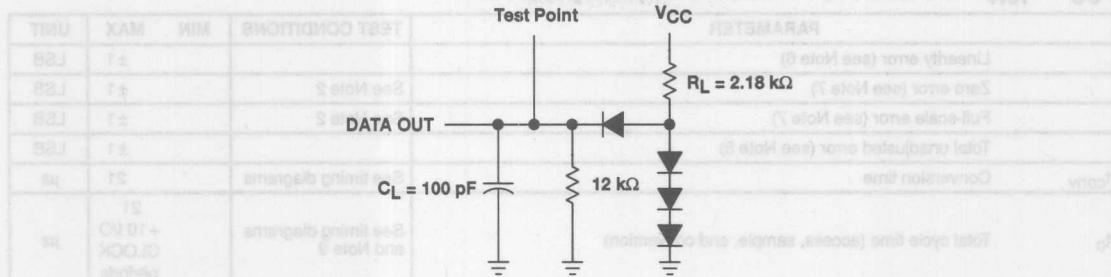 Test Point
VCC
RL = 2.18 kΩ
DATA OUT
CL = 100 pF
12 kΩ
PARAMETER
TEST CONDITIONS
MIN
MAX
UNIT
Linearity error (see Note 6)
±1
LSB
Zero error (see Note 7)
See Note 2
±1
LSB
Full-scale error (see Note 7)
See Note 2
±1
LSB
Total unadjusted error (see Note 8)
±1
LSB
Tconv
Conversion time
See timing diagrams
21
µs
Total cycle time (access, sample, and conversion)
See timing diagrams
and Note 9
21
+10 I/O
CLOCK
periods
µs